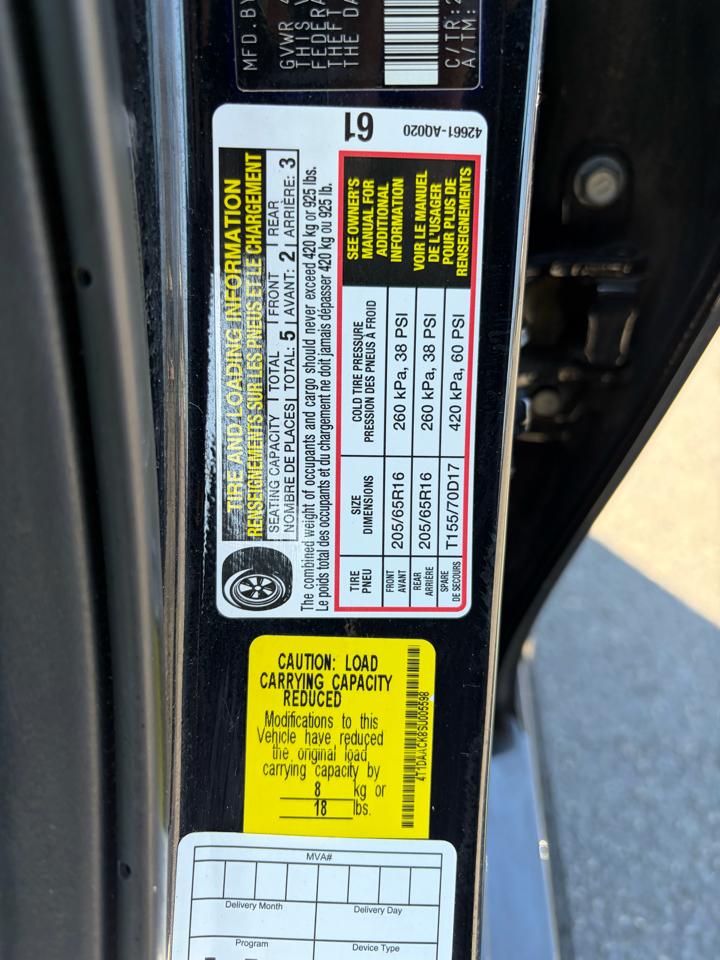 MFD.BY
GVWR 4
THIS V
FEDERA
THEFT
THE DA
C/TR:2
A/TM:
61
42661-AQ020
TIRE AND LOADING INFORMATION
RENSEIGNEMENTS SUR LES PNEUS ET LE CHARGEMENT
SEATING CAPACITY TOTAL FRONT REAR
NOMBRE DE PLACES TOTAL: 5 AVANT: 2 ARRIÈRE: 3
The combined weight of occupants and cargo should never exceed 420 kg or 925 lbs.
Le poids total des occupants et du chargement ne doit jamais dépasser 420 kg ou 925 lb.
TIRE
PNEU
SIZE
DIMENSIONS
COLD TIRE PRESSURE
PRESSION DES PNEUS À FROID
FRONT
AVANT
205/65R16
260 kPa, 38 PSI
REAR
ARRIÈRE
205/65R16
260 kPa, 38 PSI
SPARE
DE SECOURS
T155/70D17
420 kPa, 60 PSI
SEE OWNER'S
MANUAL FOR
ADDITIONAL
INFORMATION
VOIR LE MANUEL
DE L'USAGER
POUR PLUS DE
RENSEIGNEMENTS
CAUTION: LOAD
CARRYING CAPACITY
REDUCED
Modifications to this
Vehicle have reduced
the original load
carrying capacity by
8 kg or
18 lbs.
4T1DAACK8SU005598
MVA#
Delivery Month
Delivery Day
Program
Device Type